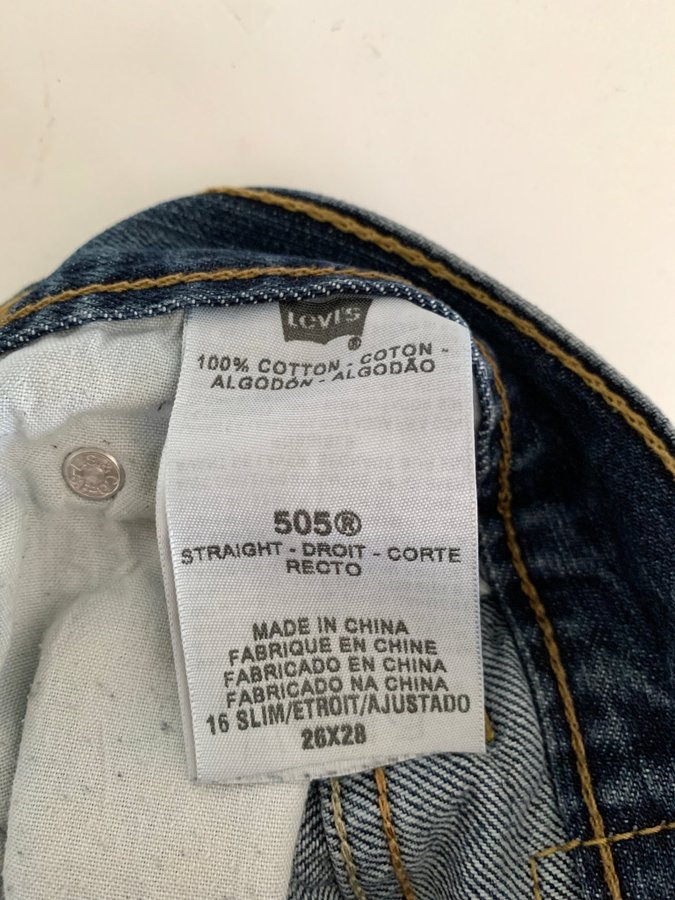 Levi's
®
100% COTTON - COTON -
ALGODÓN - ALGODÃO
505®
STRAIGHT - DROIT - CORTE
RECTO
MADE IN CHINA
FABRIQUE EN CHINE
FABRICADO EN CHINA
FABRICADO NA CHINA
16 SLIM/ETROIT/AJUSTADO
26X28